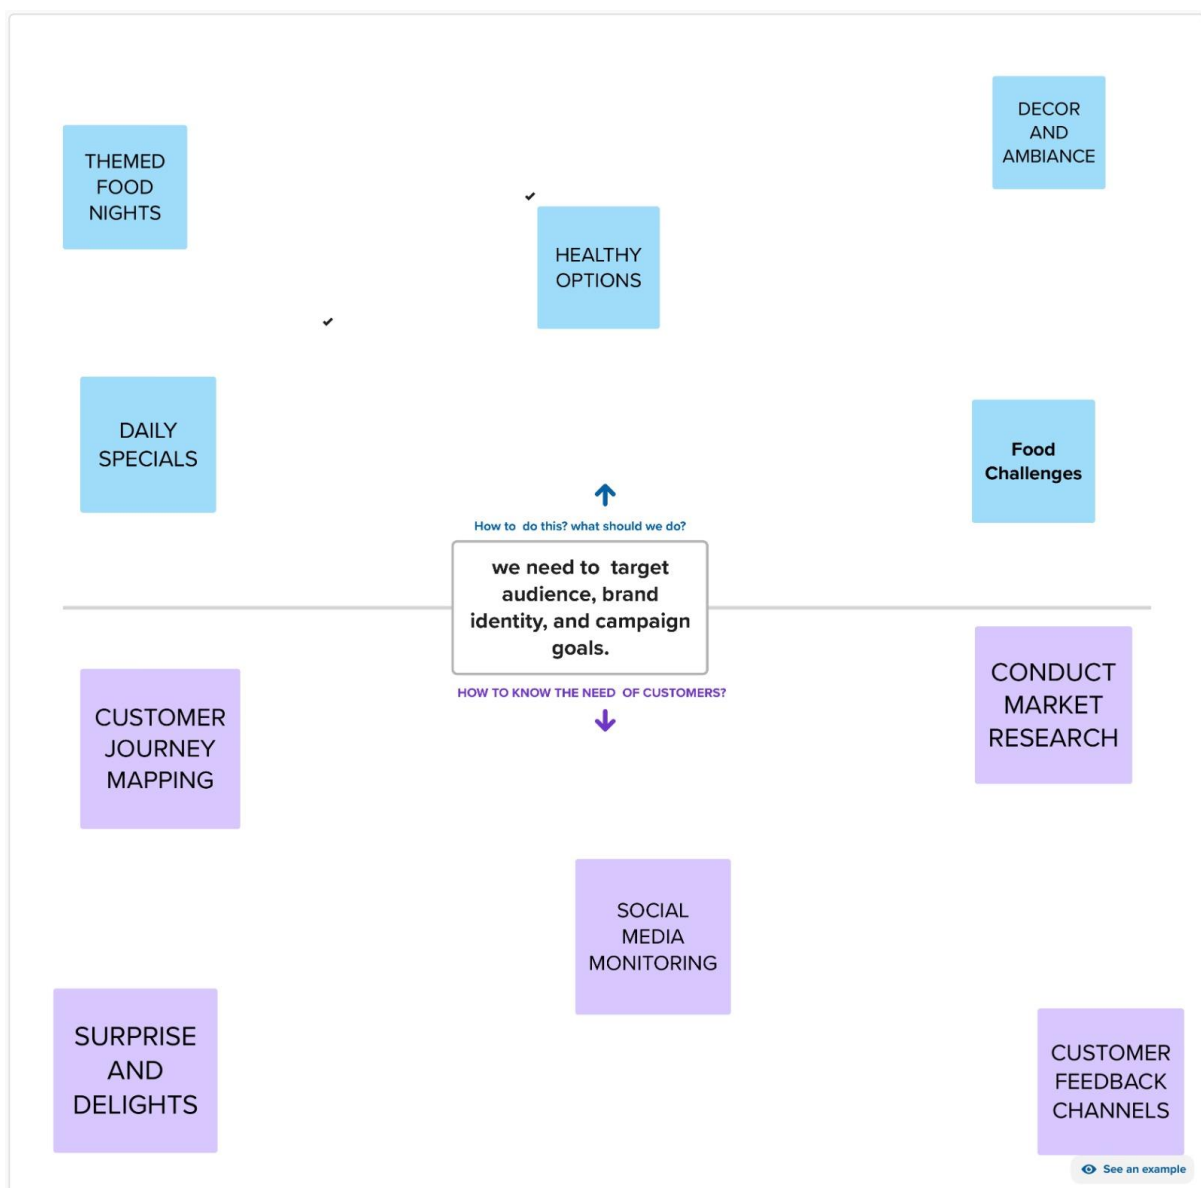 DECOR
AND
AMBIANCE
THEMED
FOOD
NIGHTS
HEALTHY
OPTIONS
DAILY
SPECIALS
Food
Challenges
How to do this? what should we do?
we need to target
audience, brand
identity, and campaign
goals.
HOW TO KNOW THE NEED OF CUSTOMERS?
CONDUCT
MARKET
RESEARCH
CUSTOMER
JOURNEY
MAPPING
SOCIAL
MEDIA
MONITORING
SURPRISE
AND
DELIGHTS
CUSTOMER
FEEDBACK
CHANNELS
See an example